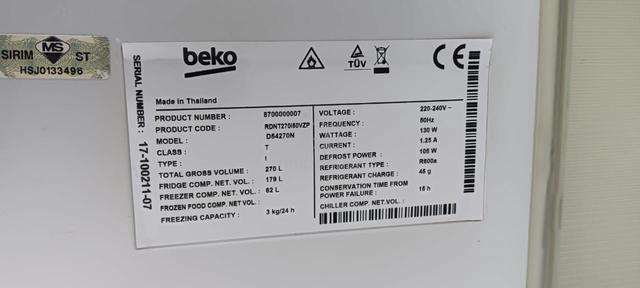 SIRIM MS ST
HSJ0133496
beko
TÜV
CE
SERIAL NUMBER: 17-100211-07
Made in Thailand
PRODUCT NUMBER : 8700000007
PRODUCT CODE : RDNT270I50VZP
MODEL : D54270N
CLASS : T
TYPE : I
TOTAL GROSS VOLUME : 270 L
FRIDGE COMP. NET. VOL. : 179 L
FREEZER COMP. NET VOL. : 62 L
FROZEN FOOD COMP. NET VOL. :
FREEZING CAPACITY : 3 kg/24 h
VOLTAGE : 220-240V ~
FREQUENCY : 50Hz
WATTAGE : 130 W
CURRENT : 1.25 A
DEFROST POWER : 105 W
REFRIGERANT TYPE : R600a
REFRIGERANT CHARGE : 45 g
CONSERVATION TIME FROM
POWER FAILURE : 15 h
CHILLER COMP. NET VOL. :